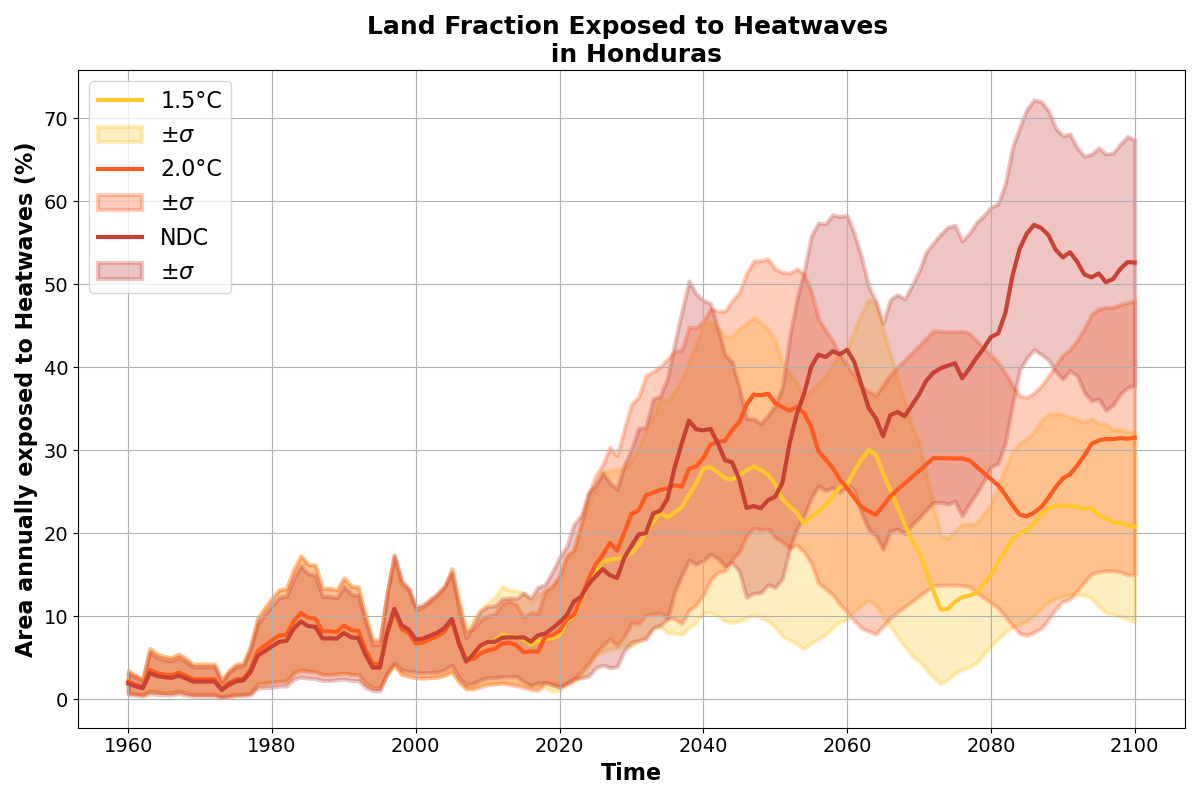 Land Fraction Exposed to Heatwaves
in Honduras
Area annually exposed to Heatwaves (%)
70
60
50
40
30
20
10
0
1.5°C
±σ
2.0°C
±σ
NDC
±σ
1960 1980 2000 2020 2040 2060 2080 2100
Time